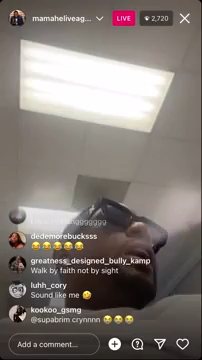 mamaheliveag...
LIVE
2,720
dedemorebucksss
😂😂😂😂😂
greatness_designed_bully_kamp
Walk by faith not by sight
luhh_cory
Sound like me 🤣
kookoo_gsmg
@supabrim crynnnn 😭😭😭
Add a comment...